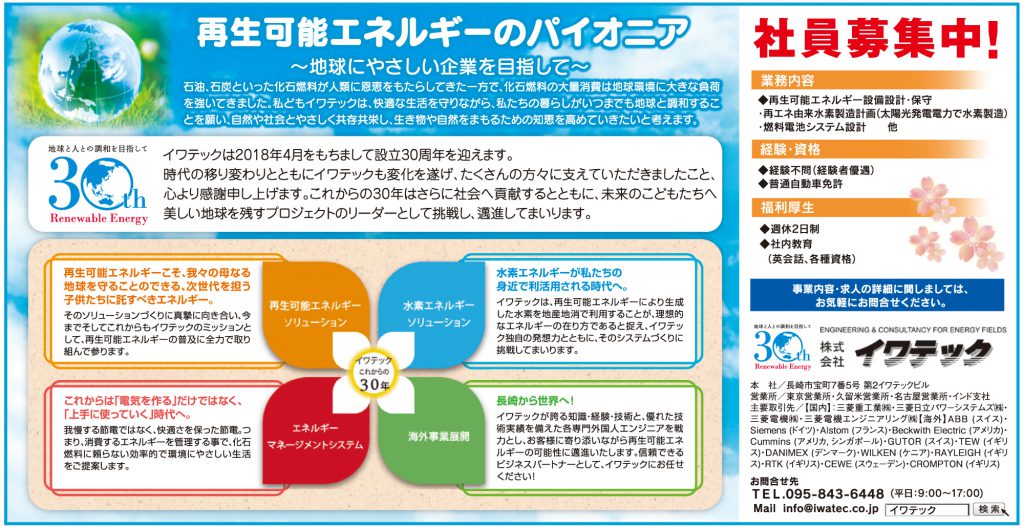 再生可能エネルギーのパイオニア
～地球にやさしい企業を目指して～
石油、石炭といった化石燃料が人類に恩恵をもたらしてきた一方で、化石燃料の大量消費は地球環境に大きな負荷
を強いてきました。私どもイワテックは、快適な生活を守りながら、私たちの暮らしがいつまでも地球と調和するこ
とを願い、自然や社会とやさしく共存共栄し、生き物や自然をまもるための知恵を高めていきたいと考えます。
地球と人との調和を目指して
30th
Renewable Energy
イワテックは2018年4月をもちまして設立30周年を迎えます。
時代の移り変わりとともにイワテックも変化を遂げ、たくさんの方々に支えていただきましたこと、
心より感謝申し上げます。これからの30年はさらに社会へ貢献するとともに、未来のこどもたちへ
美しい地球を残すプロジェクトのリーダーとして挑戦し、邁進してまいります。
再生可能エネルギーこそ、我々の母なる
地球を守ることのできる、次世代を担う
子供たちに託すべきエネルギー。
そのソリューションづくりに真摯に向き合い、今
までそしてこれからもイワテックのミッションと
して、再生可能エネルギーの普及に全力で取り
組んで参ります。
再生可能エネルギー
ソリューション
水素エネルギー
ソリューション
水素エネルギーが私たちの
身近で利活用される時代へ。
イワテックは、再生可能エネルギーにより生成
した水素を地産地消で利用することが、理想的
なエネルギーの在り方であると捉え、イワテッ
ク独自の発想力とともに、そのシステムづくりに
挑戦してまいります。
イワテック
これからの
30年
これからは「電気を作る」だけではなく、
「上手に使っていく」時代へ。
我慢する節電ではなく、快適さを保った節電。つ
まり、消費するエネルギーを管理する事で、化石
燃料に頼らない効率的で環境にやさしい生活
をご提案します。
エネルギー
マネージメントシステム
海外事業展開
長崎から世界へ!
イワテックが誇る知識・経験・技術と、優れた技
術実績を備えた各専門外国人エンジニアを戦
力とし、お客様に寄り添いながら再生可能エネ
ルギーの可能性に邁進いたします。信頼できる
ビジネスパートナーとして、イワテックにお任せ
ください!
社員募集中!
業務内容
◆再生可能エネルギー設備設計・保守
・再エネ由来水素製造計画(太陽光発電電力で水素製造)
・燃料電池システム設計 他
経験・資格
◆経験不問(経験者優遇)
◆普通自動車免許
福利厚生
◆週休2日制
◆社内教育
(英会話、各種資格)
事業内容・求人の詳細に関しましては、
お気軽にお問合せください。
地球と人との調和を目指して
30th
Renewable Energy
ENGINEERING & CONSULTANCY FOR ENERGY FIELDS
株式会社 イワテック
本 社／長崎市宝町7番5号 第2イワテックビル
営業所／東京営業所・久留米営業所・名古屋営業所・インド支社
主要取引先／【国内】:三菱重工業㈱・三菱日立パワーシステムズ㈱・
三菱電機㈱・三菱電機エンジニアリング㈱【海外】ABB (スイス)・
Siemens (ドイツ)・Alstom (フランス)・Beckwith Electric (アメリカ)・
Cummins (アメリカ, シンガポール)・GUTOR (スイス)・TEW (イギリ
ス)・DANIMEX (デンマーク)・WILKEN (ケニア)・RAYLEIGH (イギリ
ス)・RTK (イギリス)・CEWE (スウェーデン)・CROMPTON (イギリス)
お問合せ先
TEL.095-843-6448 (平日:9:00～17:00)
Mail info@iwatec.co.jp イワテック 検索